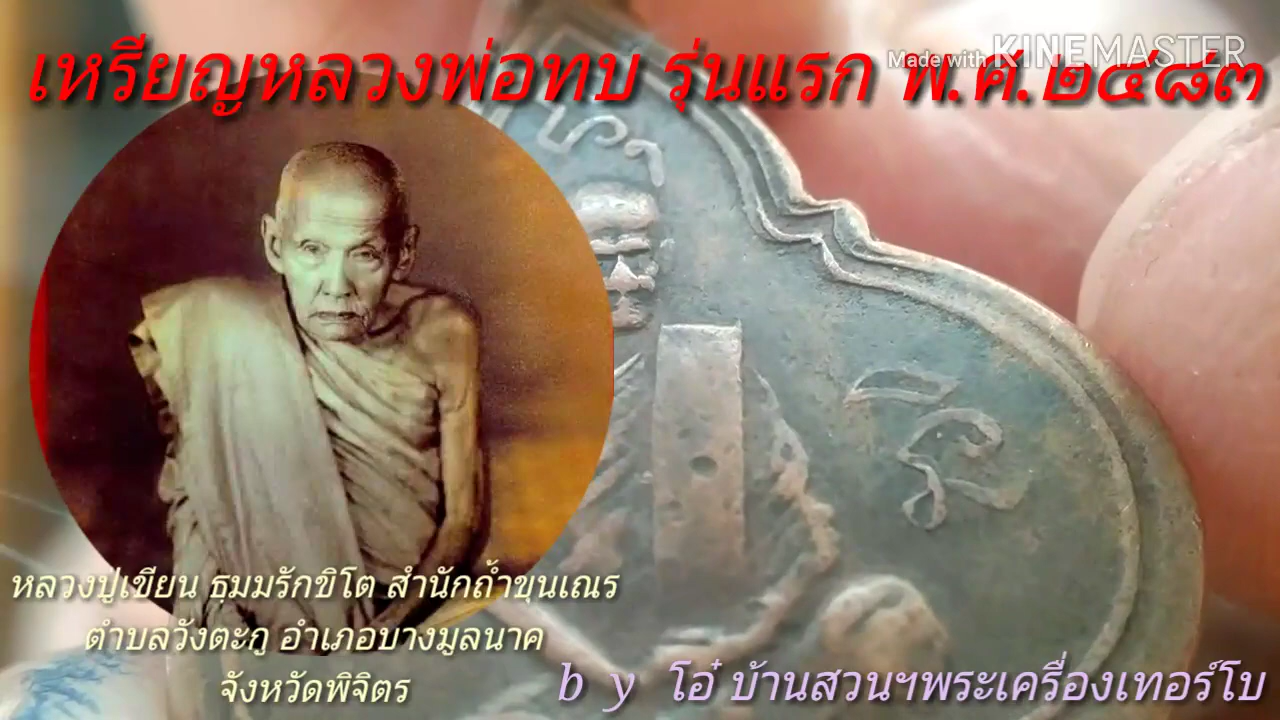 เหรียญหลวงพ่อทบ รุ่นแรก พ.ศ.๒๔๘๓
Made with KINEMASTER
หลวงปู่เขียน ธฺมมรักขิโต สำนักถ้ำขุนเณร
ตำบลวังตะกู อำเภอบางมูลนาค
จังหวัดพิจิตร
b y โอ๋ บ้านสวนฯพระเครื่องเทอร์โบ